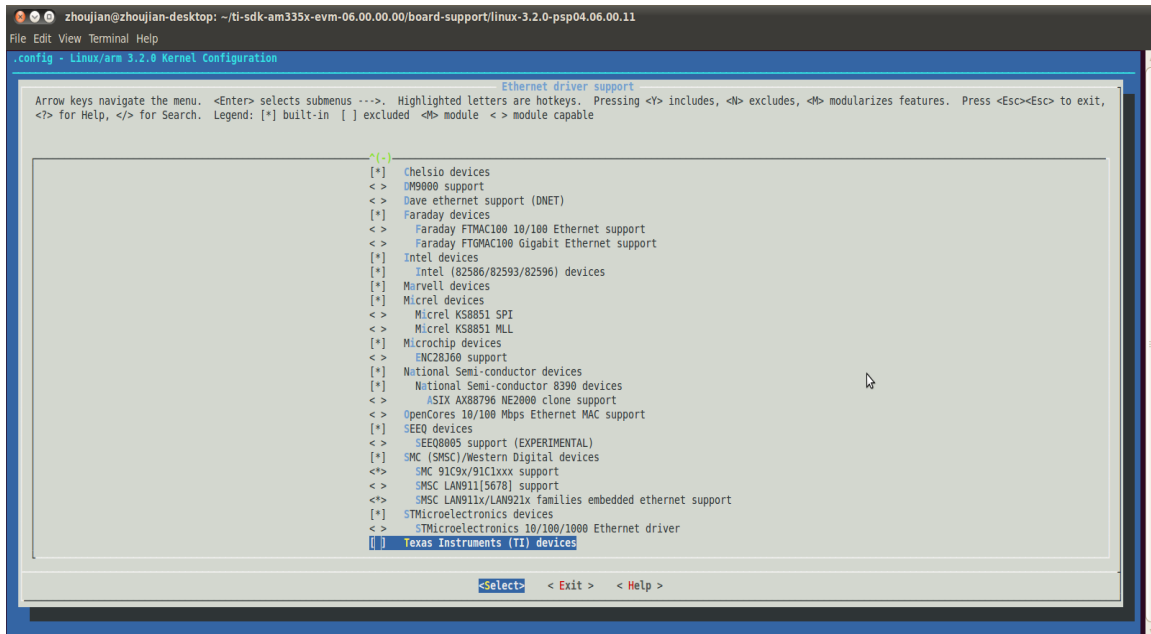 zhoujian@zhoujian-desktop: ~/ti-sdk-am335x-evm-06.00.00.00/board-support/linux-3.2.0-psp04.06.00.11
File Edit View Terminal Help
.config - Linux/arm 3.2.0 Kernel Configuration
Ethernet driver support
Arrow keys navigate the menu. <Enter> selects submenus --->. Highlighted letters are hotkeys. Pressing <Y> includes, <N> excludes, <M> modularizes features. Press <Esc><Esc> to exit,
<?> for Help, </> for Search. Legend: [*] built-in [ ] excluded <M> module < > module capable
^(-)
[*] Chelsio devices
< > DM9000 support
< > Dave ethernet support (DNET)
[*] Faraday devices
< > Faraday FTMAC100 10/100 Ethernet support
< > Faraday FTGMAC100 Gigabit Ethernet support
[*] Intel devices
[*] Intel (82586/82593/82596) devices
[*] Marvell devices
[*] Micrel devices
< > Micrel KS8851 SPI
< > Micrel KS8851 MLL
[*] Microchip devices
< > ENC28J60 support
[*] National Semi-conductor devices
[*] National Semi-conductor 8390 devices
< > ASIX AX88796 NE2000 clone support
< > OpenCores 10/100 Mbps Ethernet MAC support
[*] SEEQ devices
< > SEEQ8005 support (EXPERIMENTAL)
[*] SMC (SMSC)/Western Digital devices
<*> SMC 91C9x/91C1xxx support
< > SMSC LAN911[5678] support
<*> SMSC LAN911x/LAN921x families embedded ethernet support
[*] STMicroelectronics devices
< > STMicroelectronics 10/100/1000 Ethernet driver
[ ] Texas Instruments (TI) devices
<Select> < Exit > < Help >